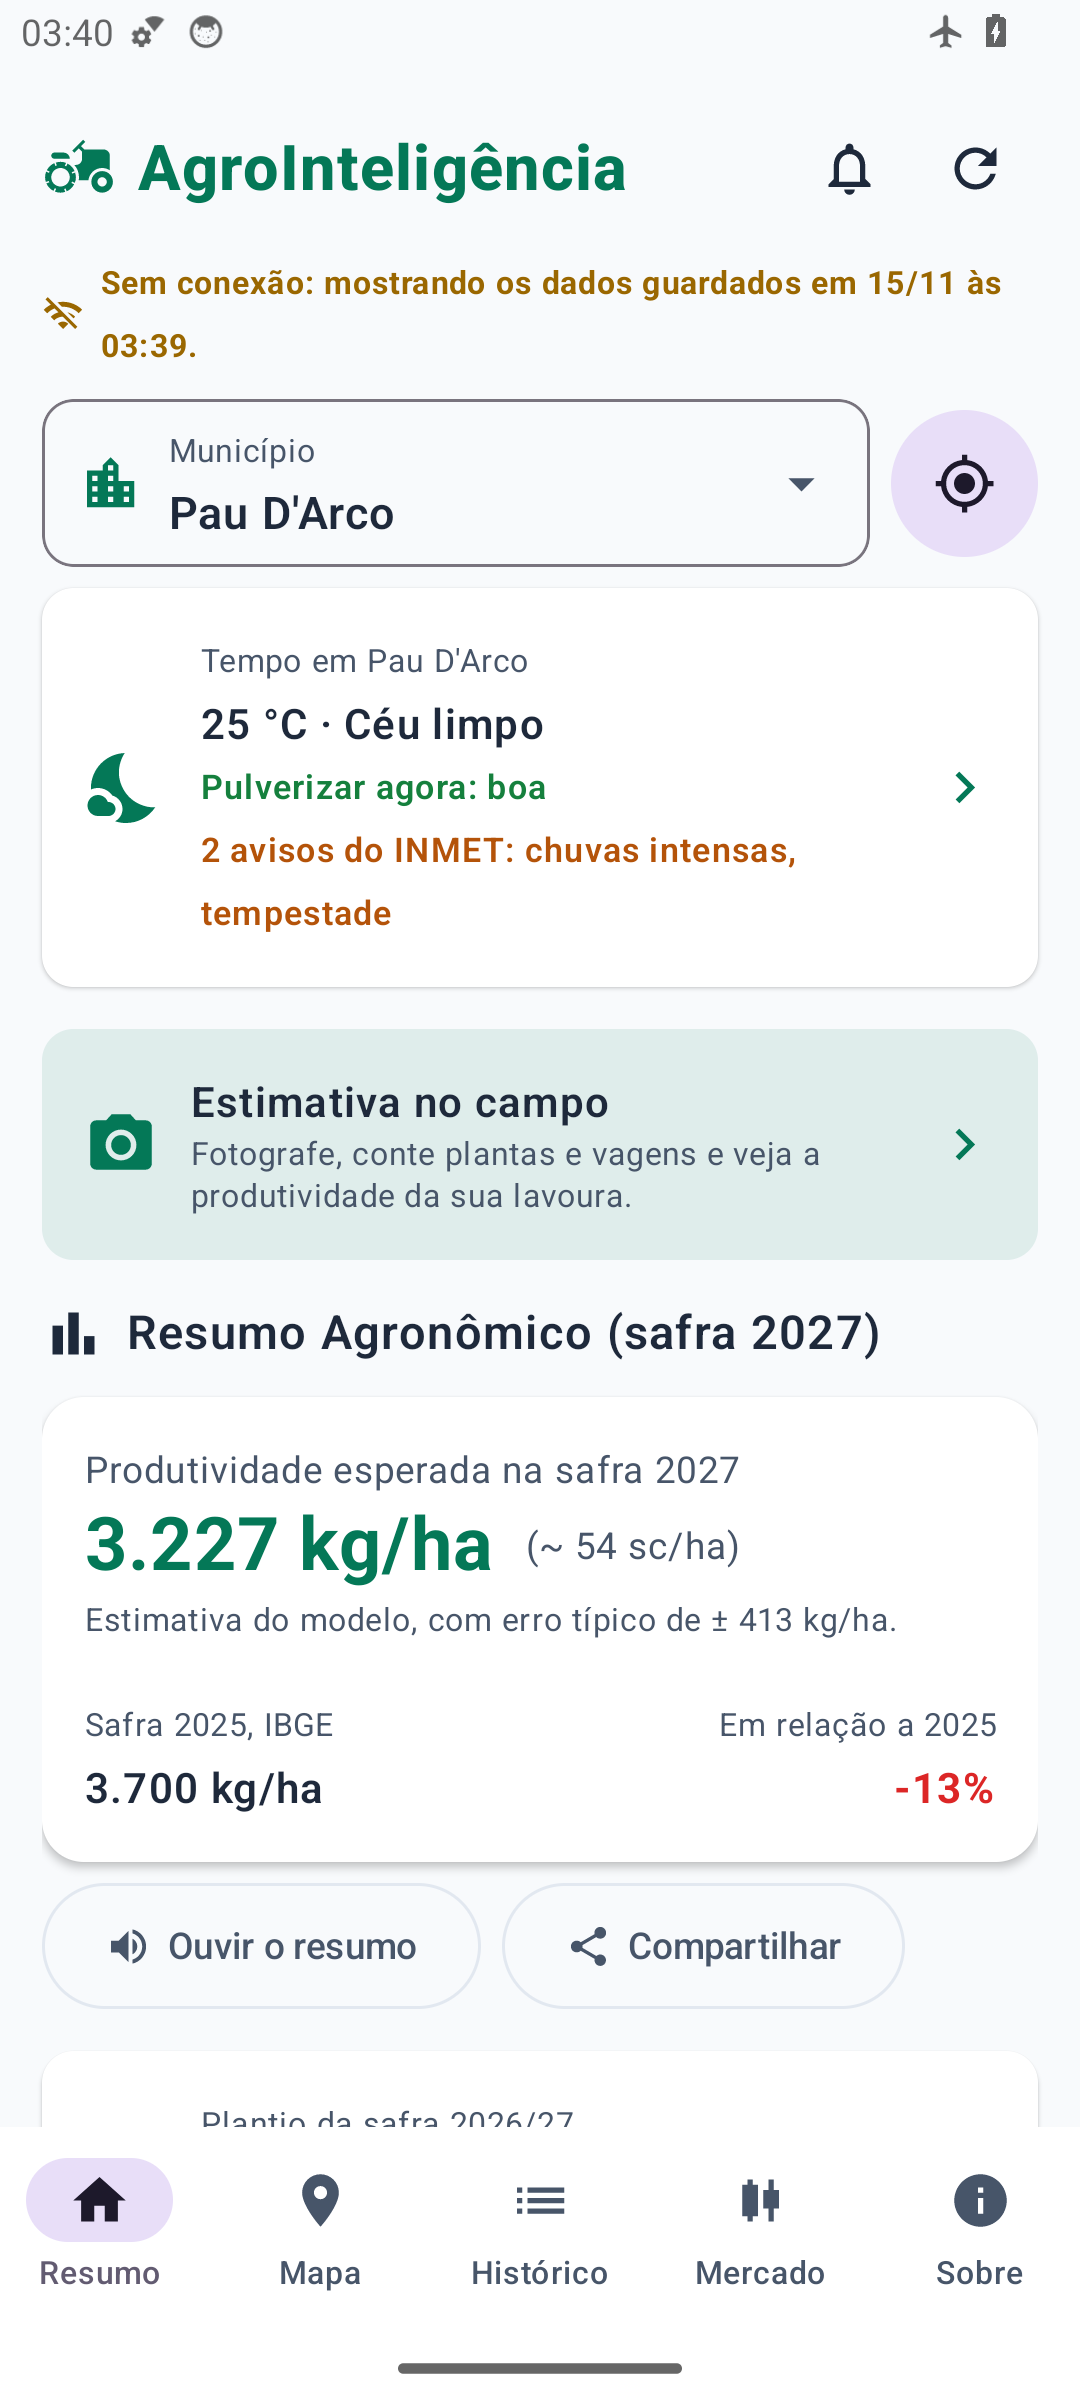 03:40
AgroInteligência
Sem conexão: mostrando os dados guardados em 15/11 às
03:39.
Município
Pau D'Arco
Tempo em Pau D'Arco
25 °C · Céu limpo
Pulverizar agora: boa
2 avisos do INMET: chuvas intensas,
tempestade
Estimativa no campo
Fotografe, conte plantas e vagens e veja a
produtividade da sua lavoura.
Resumo Agronômico (safra 2027)
Produtividade esperada na safra 2027
3.227 kg/ha (~ 54 sc/ha)
Estimativa do modelo, com erro típico de ± 413 kg/ha.
Safra 2025, IBGE Em relação a 2025
3.700 kg/ha -13%
Ouvir o resumo Compartilhar
Plantio da safra 2026/27
Resumo Mapa Histórico Mercado Sobre